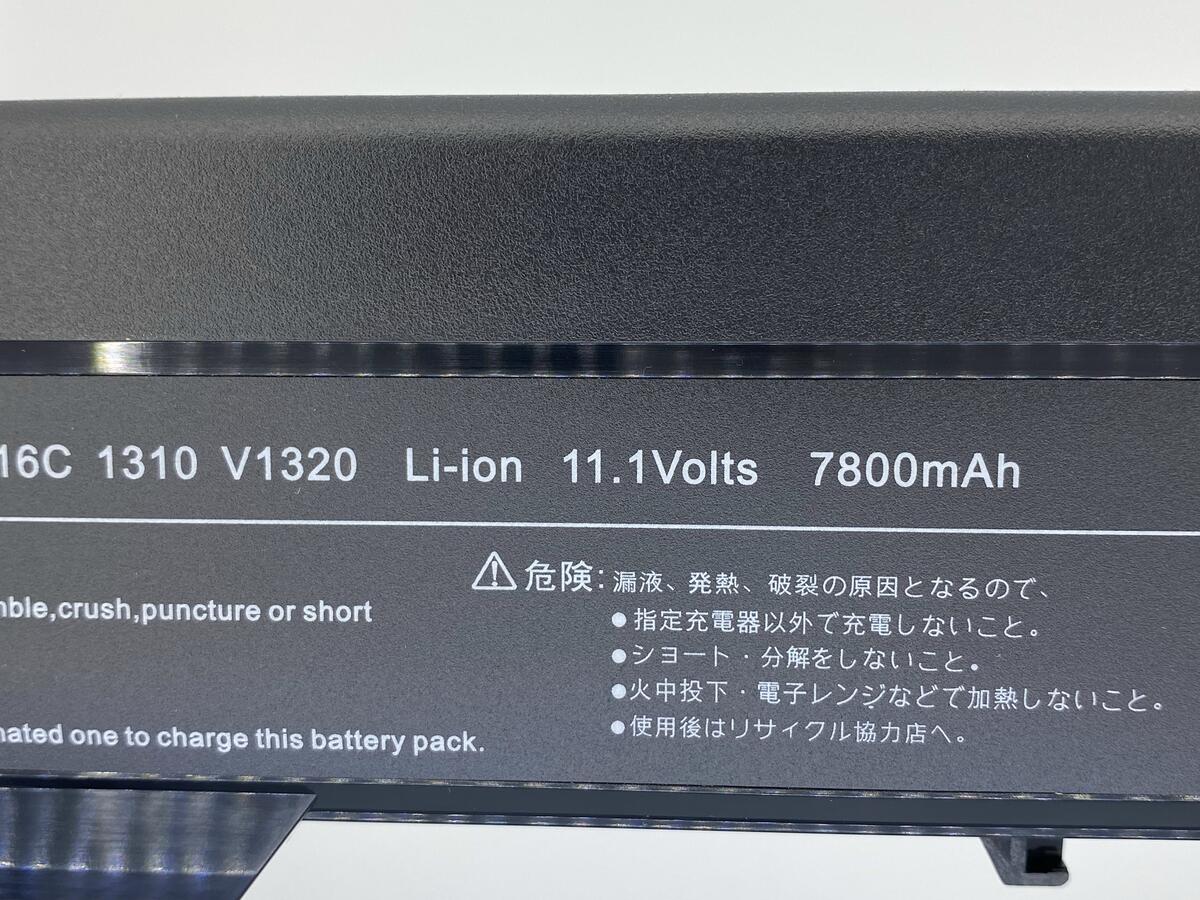 16C 1310 V1320 Li-ion 11.1Volts 7800mAh
mble,crush,puncture or short
nated one to charge this battery pack.
危険:漏液、発熱、破裂の原因となるので、
●指定充電器以外で充電しないこと。
●ショート・分解をしないこと。
●火中投下・電子レンジなどで加熱しないこと。
●使用後はリサイクル協力店へ。